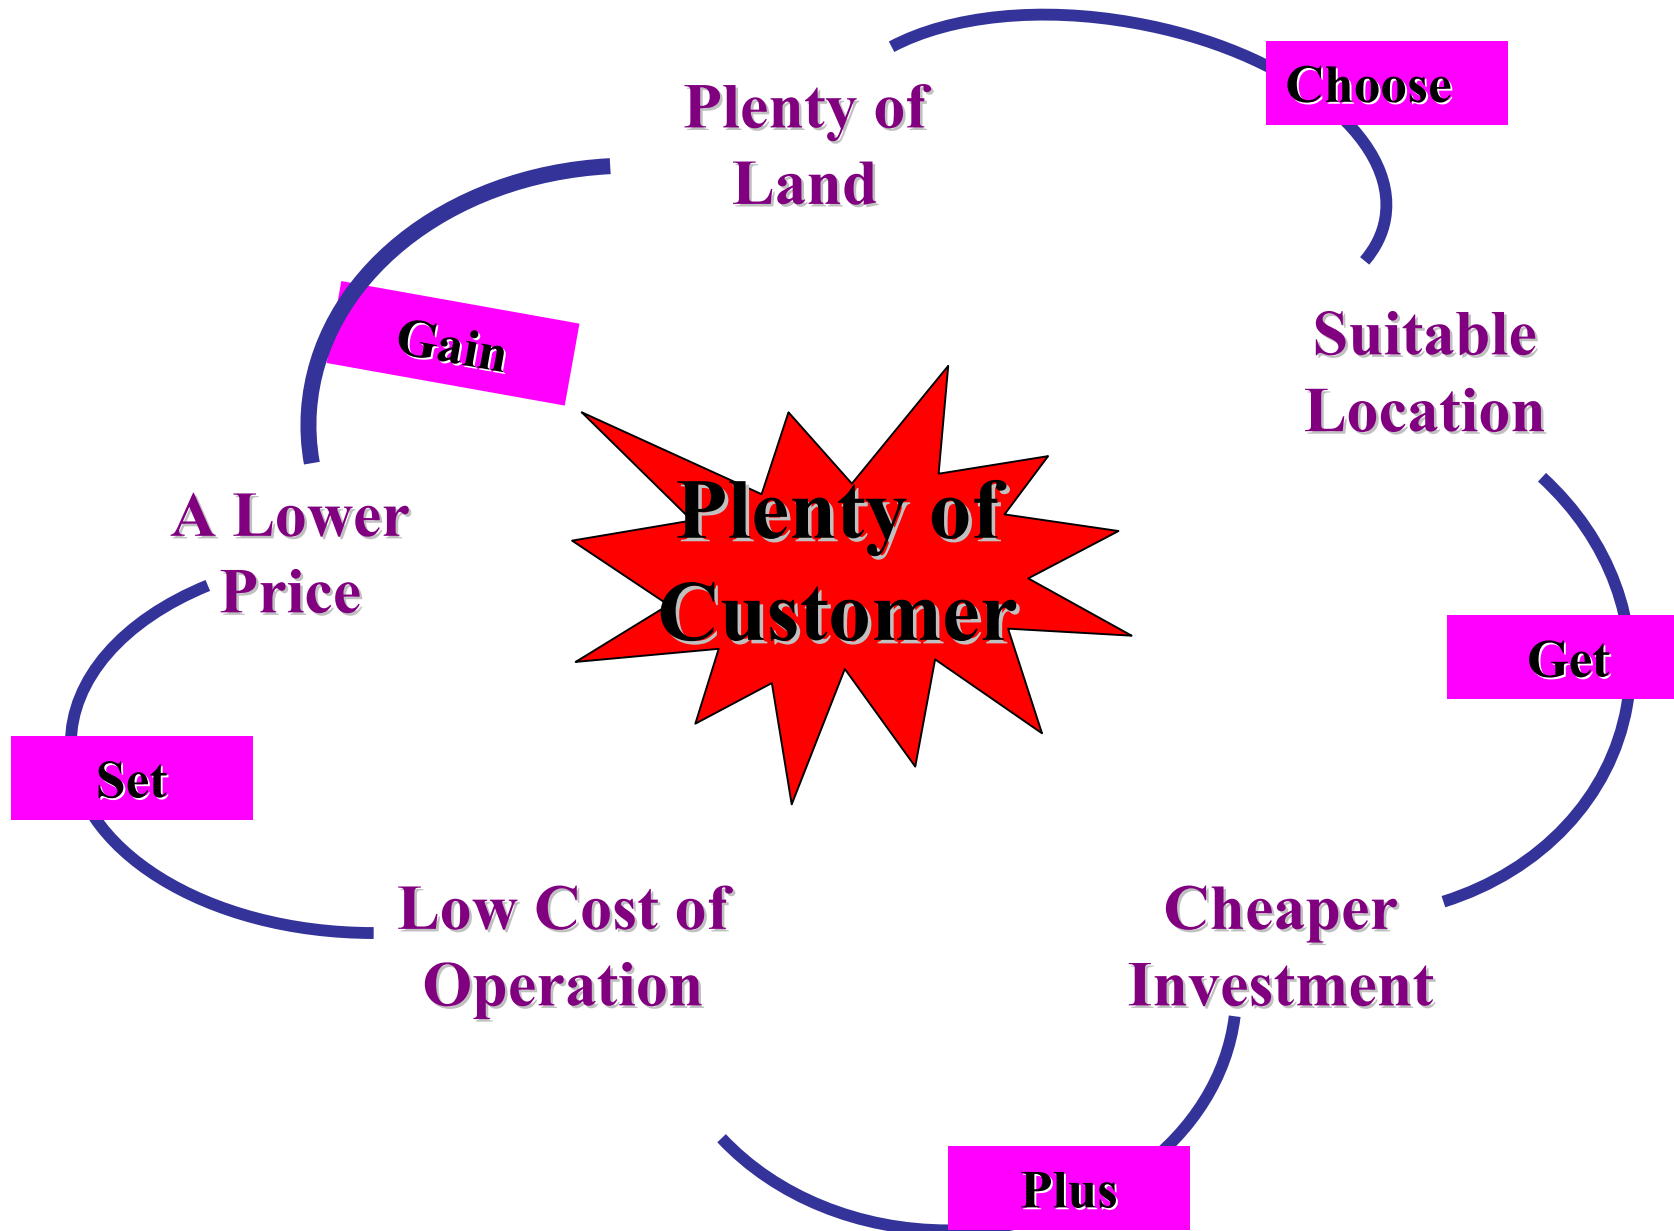 Plenty of
Land
Choose
Suitable
Location
Get
Cheaper
Investment
Plus
Low Cost of
Operation
Set
A Lower
Price
Gain
Plenty of
Customer